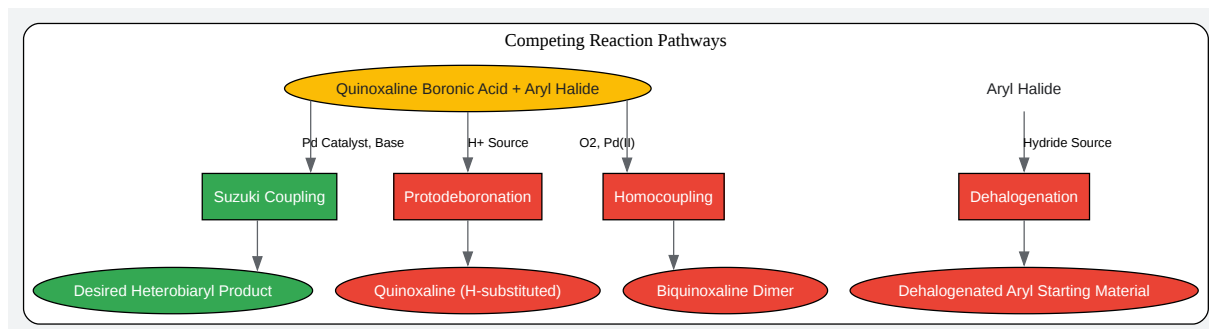 Competing Reaction Pathways
Quinoxaline Boronic Acid + Aryl Halide
Aryl Halide
Pd Catalyst, Base
H+ Source
O2, Pd(II)
Hydride Source
Suzuki Coupling
Protodeboronation
Homocoupling
Dehalogenation
Desired Heterobiaryl Product
Quinoxaline (H-substituted)
Biquinoxaline Dimer
Dehalogenated Aryl Starting Material